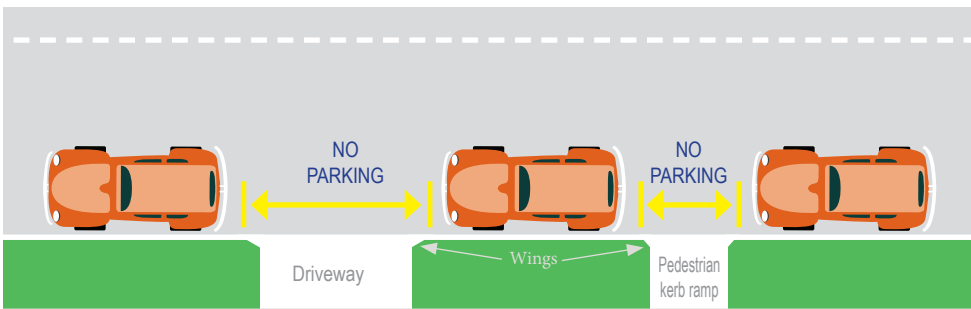 NO
PARKING
NO
PARKING
Driveway
Wings
Pedestrian
kerb ramp